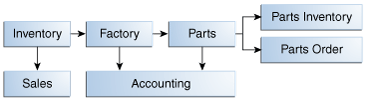 Inventory
Factory
Parts
Parts Inventory
Parts Order
Sales
Accounting